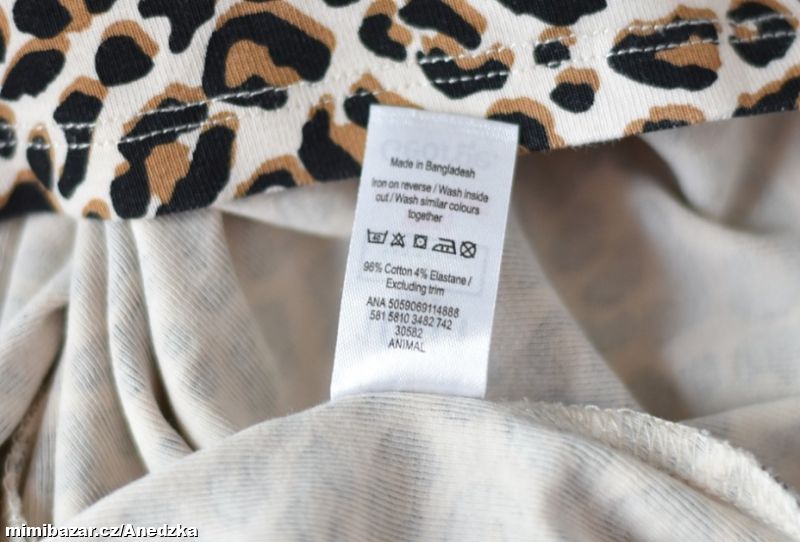 Made in Bangladesh
Iron on reverse / Wash inside
out / Wash similar colours
together
96% Cotton 4% Elastane /
Excluding trim
ANA 5059069114888
581 5810 3482 742
30582
ANIMAL
mimibazar.cz/Anedzka